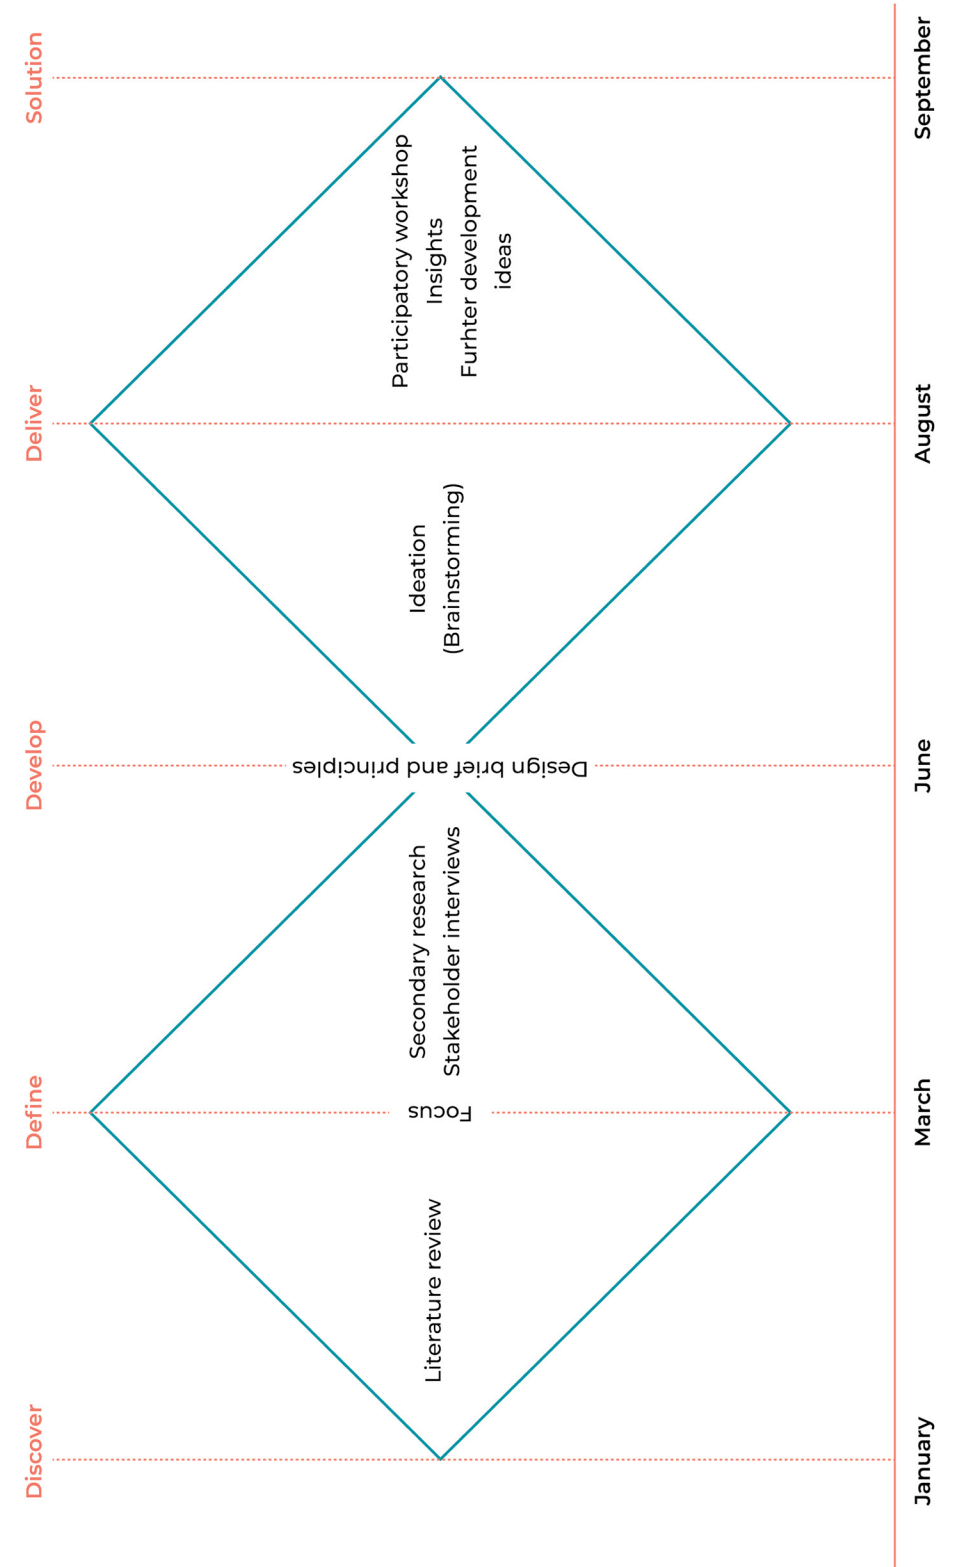 Discover
Define
Develop
Deliver
Solution
Literature review
Focus
Secondary research
Stakeholder interviews
Design brief and principles
Ideation
(Brainstorming)
Participatory workshop
Insights
Furhter development
ideas
January
March
June
August
September